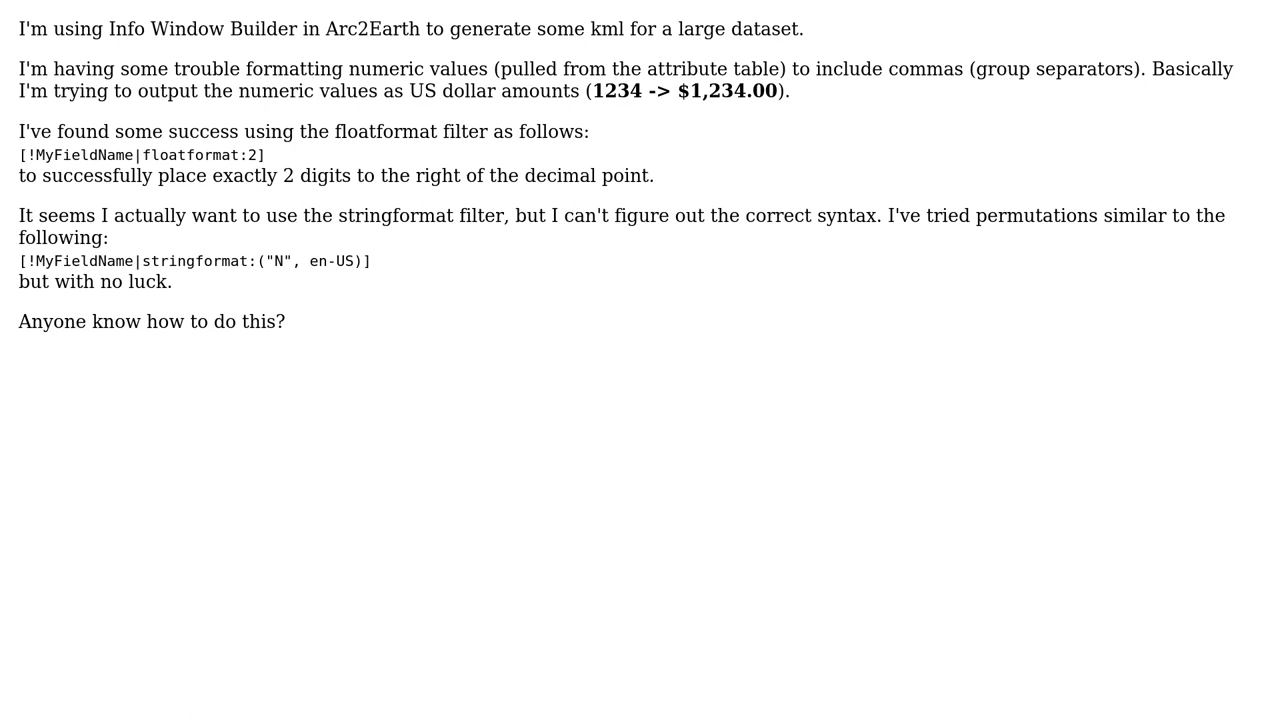 I'm using Info Window Builder in Arc2Earth to generate some kml for a large dataset.
I'm having some trouble formatting numeric values (pulled from the attribute table) to include commas (group separators). Basically
I'm trying to output the numeric values as US dollar amounts (1234 -> $1,234.00).
I've found some success using the floatformat filter as follows:
[!MyFieldName|floatformat:2]
to successfully place exactly 2 digits to the right of the decimal point.
It seems I actually want to use the stringformat filter, but I can't figure out the correct syntax. I've tried permutations similar to the
following:
[!MyFieldName|stringformat:("N", en-US)]
but with no luck.
Anyone know how to do this?